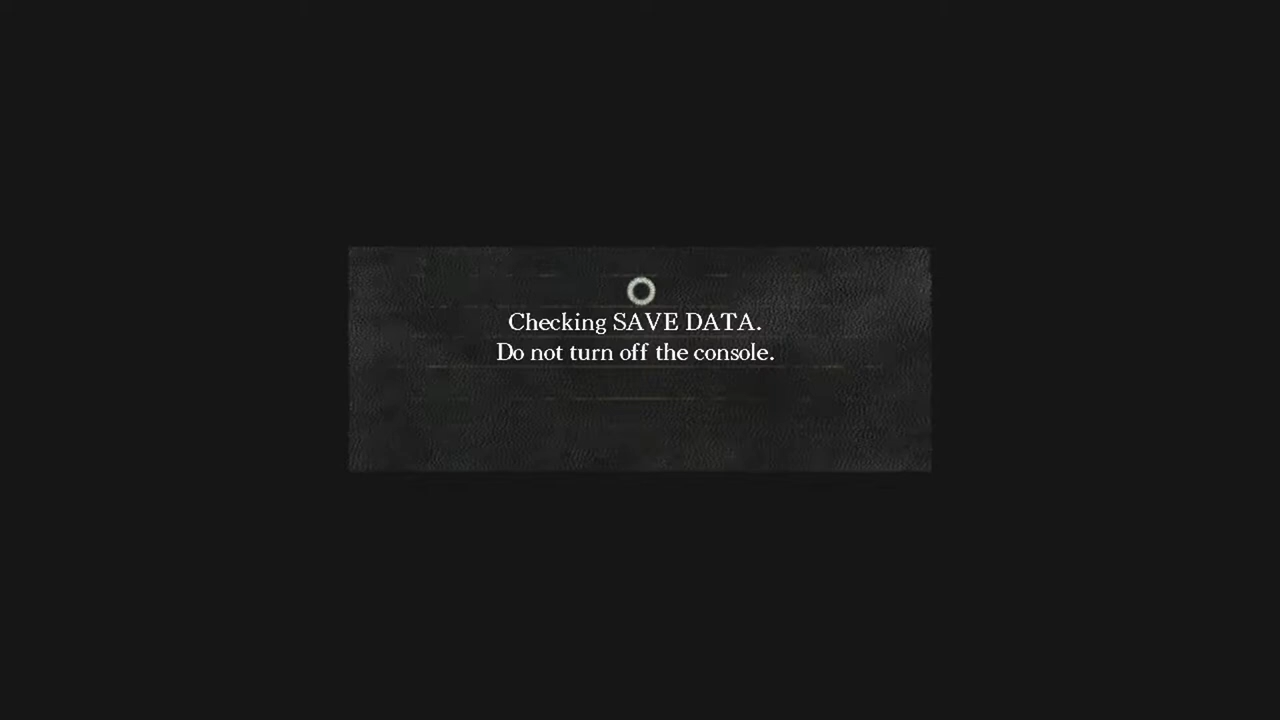 Checking SAVE DATA.
Do not turn off the console.